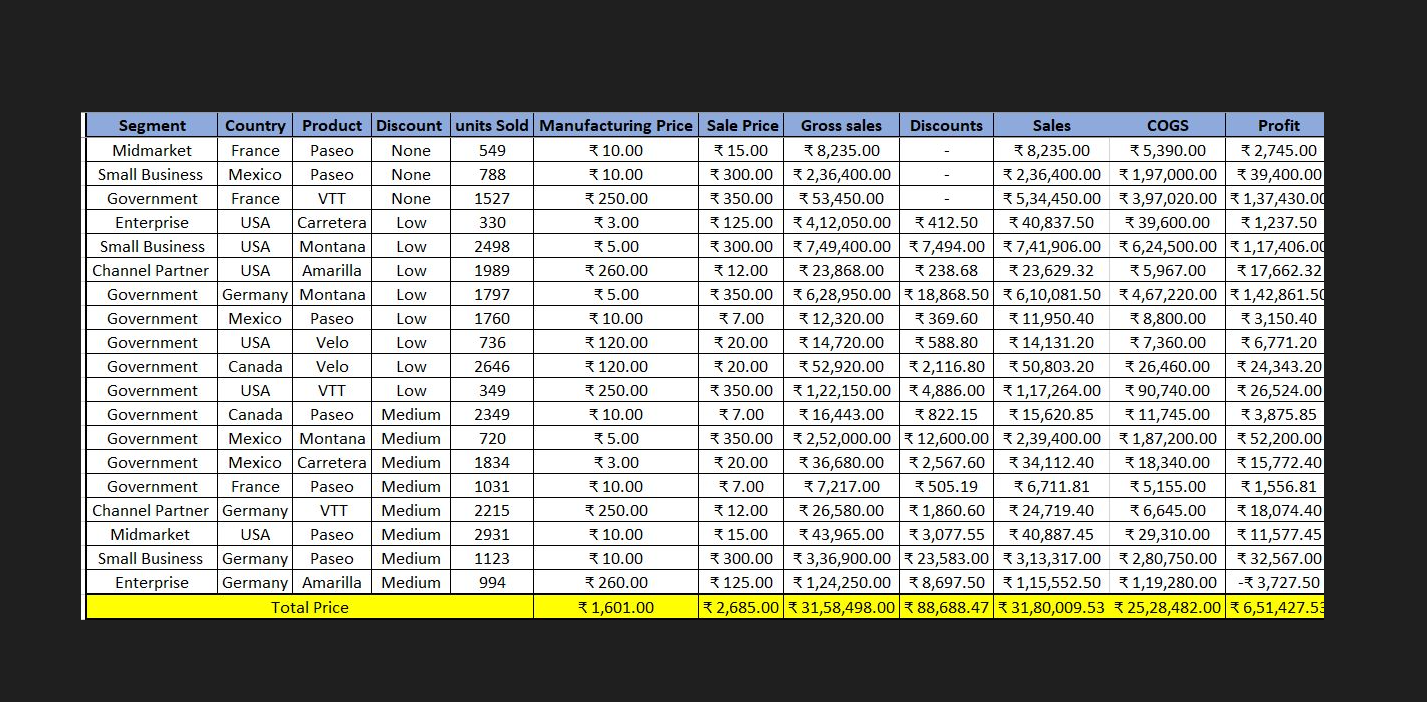 Segment Country Product Discount units Sold Manufacturing Price Sale Price Gross sales Discounts Sales COGS Profit
Midmarket France Paseo None 549 ₹ 10.00 ₹ 15.00 ₹ 8,235.00 - ₹ 8,235.00 ₹ 5,390.00 ₹ 2,745.00
Small Business Mexico Paseo None 788 ₹ 10.00 ₹ 300.00 ₹ 2,36,400.00 - ₹ 2,36,400.00 ₹ 1,97,000.00 ₹ 39,400.00
Government France VTT None 1527 ₹ 250.00 ₹ 350.00 ₹ 53,450.00 - ₹ 5,34,450.00 ₹ 3,97,020.00 ₹ 1,37,430.00
Enterprise USA Carretera Low 330 ₹ 3.00 ₹ 125.00 ₹ 4,12,050.00 ₹ 412.50 ₹ 40,837.50 ₹ 39,600.00 ₹ 1,237.50
Small Business USA Montana Low 2498 ₹ 5.00 ₹ 300.00 ₹ 7,49,400.00 ₹ 7,494.00 ₹ 7,41,906.00 ₹ 6,24,500.00 ₹ 1,17,406.00
Channel Partner USA Amarilla Low 1989 ₹ 260.00 ₹ 12.00 ₹ 23,868.00 ₹ 238.68 ₹ 23,629.32 ₹ 5,967.00 ₹ 17,662.32
Government Germany Montana Low 1797 ₹ 5.00 ₹ 350.00 ₹ 6,28,950.00 ₹ 18,868.50 ₹ 6,10,081.50 ₹ 4,67,220.00 ₹ 1,42,861.50
Government Mexico Paseo Low 1760 ₹ 10.00 ₹ 7.00 ₹ 12,320.00 ₹ 369.60 ₹ 11,950.40 ₹ 8,800.00 ₹ 3,150.40
Government USA Velo Low 736 ₹ 120.00 ₹ 20.00 ₹ 14,720.00 ₹ 588.80 ₹ 14,131.20 ₹ 7,360.00 ₹ 6,771.20
Government Canada Velo Low 2646 ₹ 120.00 ₹ 20.00 ₹ 52,920.00 ₹ 2,116.80 ₹ 50,803.20 ₹ 26,460.00 ₹ 24,343.20
Government USA VTT Low 349 ₹ 250.00 ₹ 350.00 ₹ 1,22,150.00 ₹ 4,886.00 ₹ 1,17,264.00 ₹ 90,740.00 ₹ 26,524.00
Government Canada Paseo Medium 2349 ₹ 10.00 ₹ 7.00 ₹ 16,443.00 ₹ 822.15 ₹ 15,620.85 ₹ 11,745.00 ₹ 3,875.85
Government Mexico Montana Medium 720 ₹ 5.00 ₹ 350.00 ₹ 2,52,000.00 ₹ 12,600.00 ₹ 2,39,400.00 ₹ 1,87,200.00 ₹ 52,200.00
Government Mexico Carretera Medium 1834 ₹ 3.00 ₹ 20.00 ₹ 36,680.00 ₹ 2,567.60 ₹ 34,112.40 ₹ 18,340.00 ₹ 15,772.40
Government France Paseo Medium 1031 ₹ 10.00 ₹ 7.00 ₹ 7,217.00 ₹ 505.19 ₹ 6,711.81 ₹ 5,155.00 ₹ 1,556.81
Channel Partner Germany VTT Medium 2215 ₹ 250.00 ₹ 12.00 ₹ 26,580.00 ₹ 1,860.60 ₹ 24,719.40 ₹ 6,645.00 ₹ 18,074.40
Midmarket USA Paseo Medium 2931 ₹ 10.00 ₹ 15.00 ₹ 43,965.00 ₹ 3,077.55 ₹ 40,887.45 ₹ 29,310.00 ₹ 11,577.45
Small Business Germany Paseo Medium 1123 ₹ 10.00 ₹ 300.00 ₹ 3,36,900.00 ₹ 23,583.00 ₹ 3,13,317.00 ₹ 2,80,750.00 ₹ 32,567.00
Enterprise Germany Amarilla Medium 994 ₹ 260.00 ₹ 125.00 ₹ 1,24,250.00 ₹ 8,697.50 ₹ 1,15,552.50 ₹ 1,19,280.00 -₹ 3,727.50
Total Price ₹ 1,601.00 ₹ 2,685.00 ₹ 31,58,498.00 ₹ 88,688.47 ₹ 31,80,009.53 ₹ 25,28,482.00 ₹ 6,51,427.53